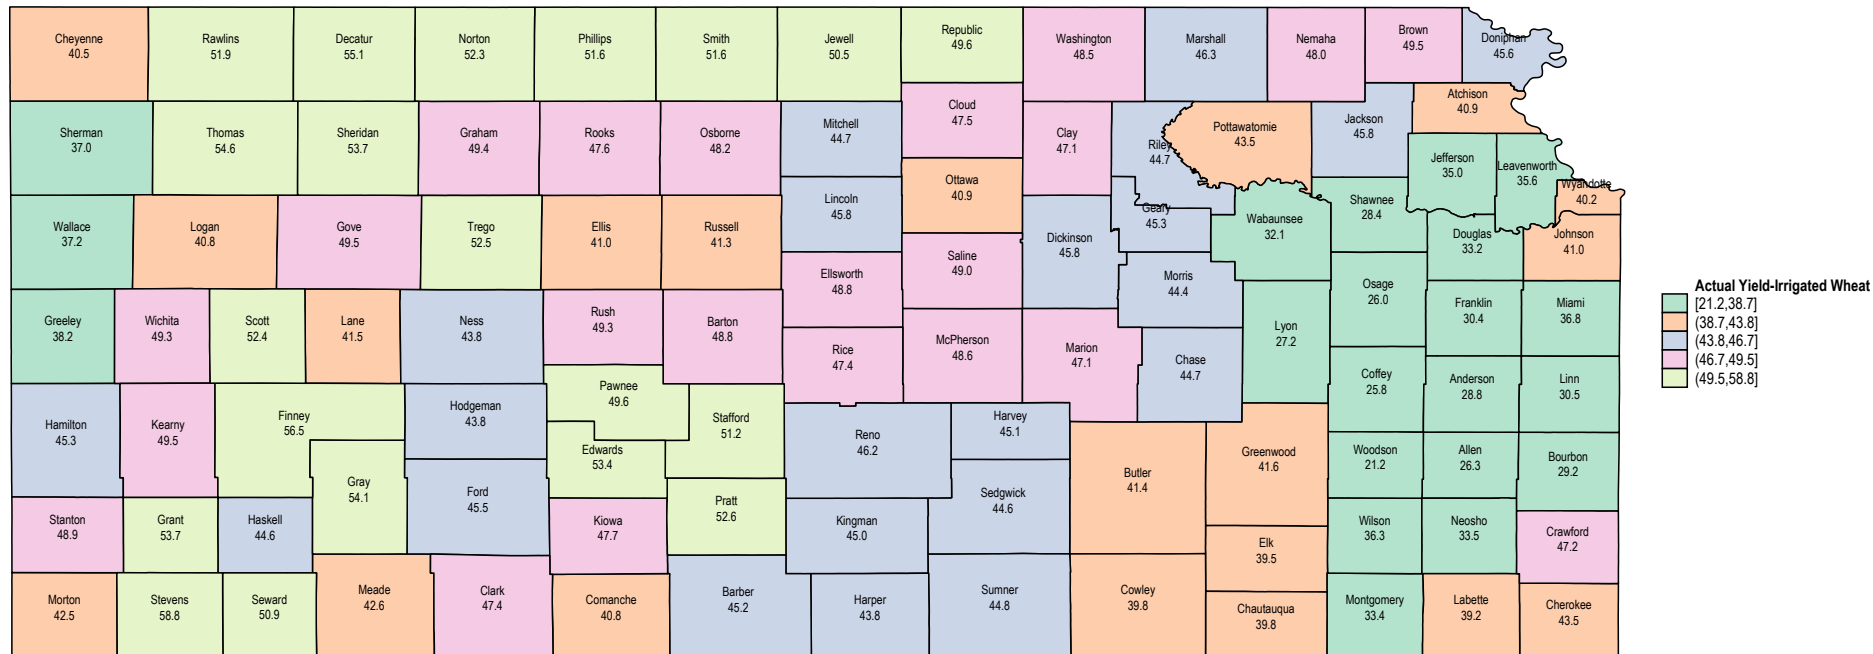 Cheyenne
40.5
Rawlins
51.9
Decatur
55.1
Norton
52.3
Phillips
51.6
Smith
51.6
Jewell
50.5
Republic
49.6
Washington
48.5
Marshall
46.3
Nemaha
48.0
Brown
49.5
Doniphan
45.6
Sherman
37.0
Thomas
54.6
Sheridan
53.7
Graham
49.4
Rooks
47.6
Osborne
48.2
Mitchell
44.7
Cloud
47.5
Clay
47.1
Riley
44.7
Pottawatomie
43.5
Jackson
45.8
Atchison
40.9
Jefferson
35.0
Leavenworth
35.6
Wyandotte
40.2
Wallace
37.2
Logan
40.8
Gove
49.5
Trego
52.5
Ellis
41.0
Russell
41.3
Lincoln
45.8
Ottawa
40.9
Saline
49.0
Dickinson
45.8
Geary
45.3
Wabaunsee
32.1
Shawnee
28.4
Douglas
33.2
Johnson
41.0
Greeley
38.2
Wichita
49.3
Scott
52.4
Lane
41.5
Ness
43.8
Rush
49.3
Barton
48.8
Ellsworth
48.8
Rice
47.4
McPherson
48.6
Marion
47.1
Morris
44.4
Chase
44.7
Lyon
27.2
Osage
26.0
Franklin
30.4
Miami
36.8
Hamilton
45.3
Kearny
49.5
Finney
56.5
Gray
54.1
Hodgeman
43.8
Ford
45.5
Pawnee
49.6
Edwards
53.4
Stafford
51.2
Pratt
52.6
Reno
46.2
Harvey
45.1
Sedgwick
44.6
Kingman
45.0
Butler
41.4
Greenwood
41.6
Coffey
25.8
Anderson
28.8
Linn
30.5
Woodson
21.2
Allen
26.3
Bourbon
29.2
Stanton
48.9
Grant
53.7
Haskell
44.6
Kiowa
47.7
Elk
39.5
Wilson
36.3
Neosho
33.5
Crawford
47.2
Morton
42.5
Stevens
58.8
Seward
50.9
Meade
42.6
Clark
47.4
Comanche
40.8
Barber
45.2
Harper
43.8
Sumner
44.8
Cowley
39.8
Chautauqua
39.8
Montgomery
33.4
Labette
39.2
Cherokee
43.5
Actual Yield-Irrigated Wheat
[21.2,38.7]
(38.7,43.8]
(43.8,46.7]
(46.7,49.5]
(49.5,58.8]